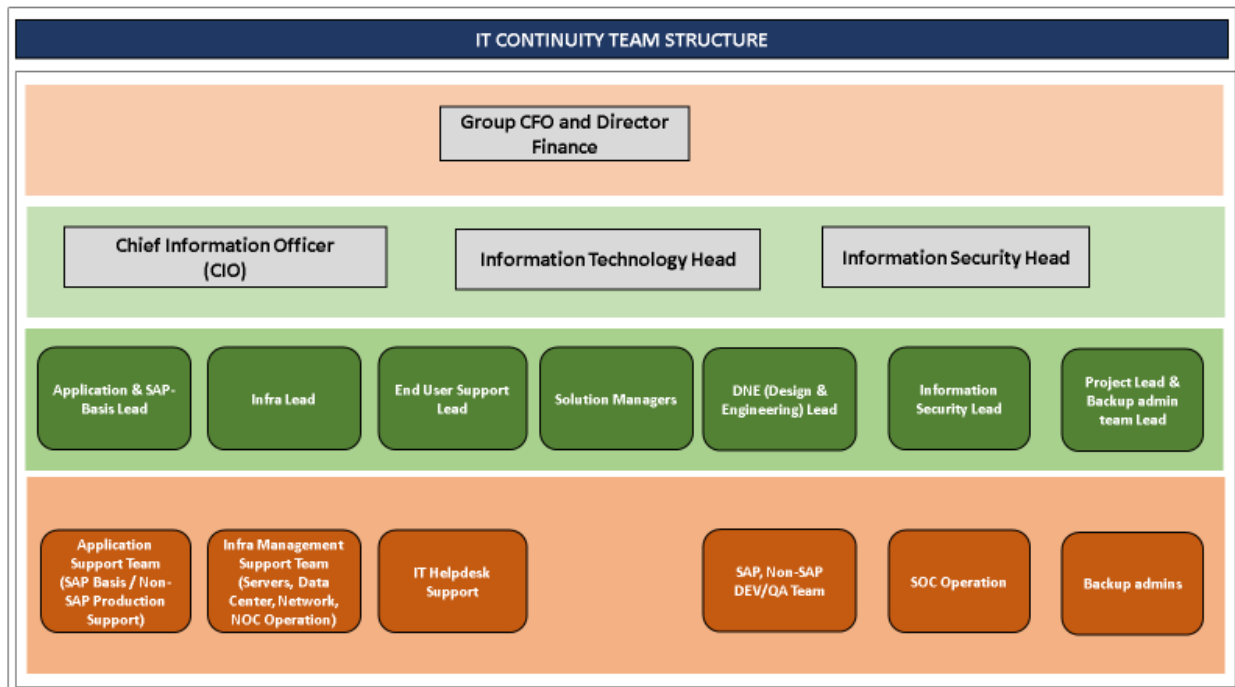 IT CONTINUITY TEAM STRUCTURE
Group CFO and Director
Finance
Chief Information Officer
(CIO)
Information Technology Head
Information Security Head
Application & SAP-
Basis Lead
Infra Lead
End User Support
Lead
Solution Managers
DNE (Design &
Engineering) Lead
Information
Security Lead
Project Lead &
Backup admin
team Lead
Application
Support Team
(SAP Basis / Non-
SAP Production
Support)
Infra Management
Support Team
(Servers, Data
Center, Network,
NOC Operation)
IT Helpdesk
Support
SAP, Non-SAP
DEV/QA Team
SOC Operation
Backup admins